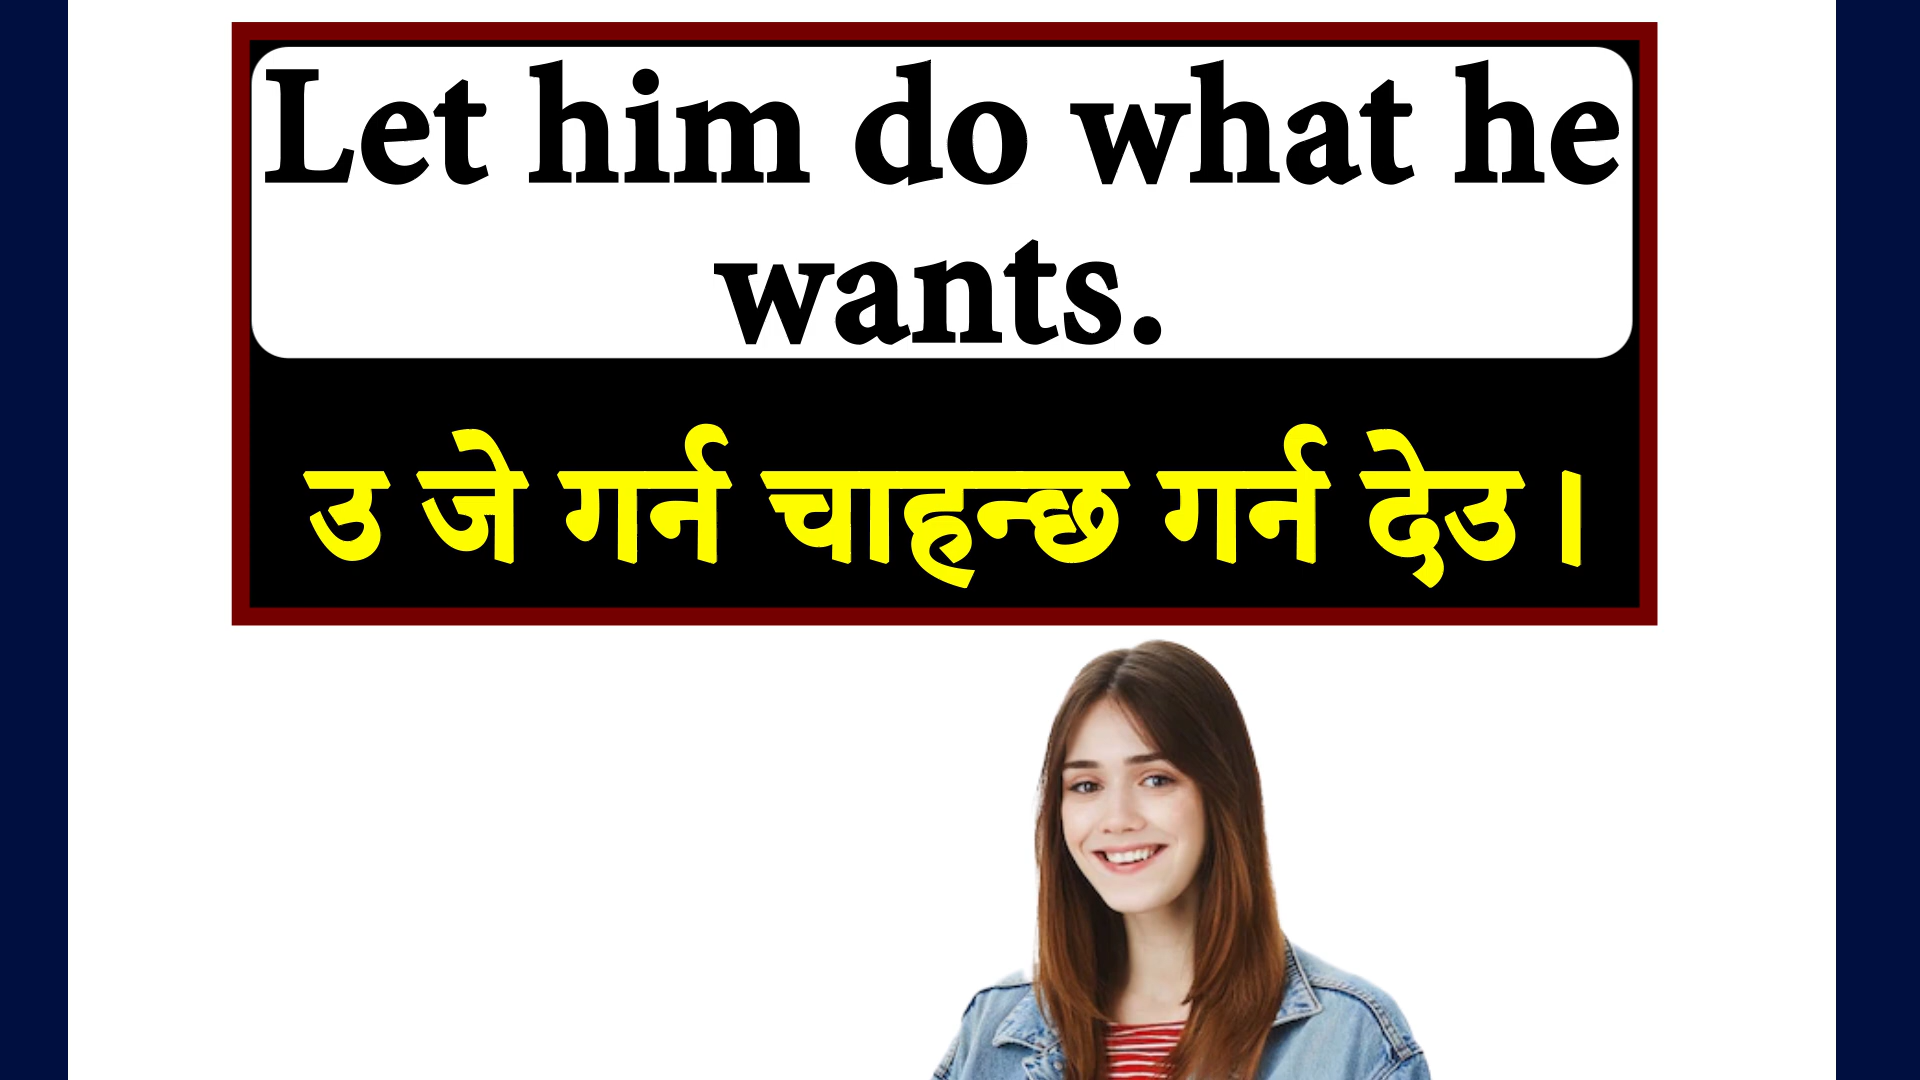 Let him do what he
wants.
उ जे गर्न चाहन्छ गर्न देउ ।